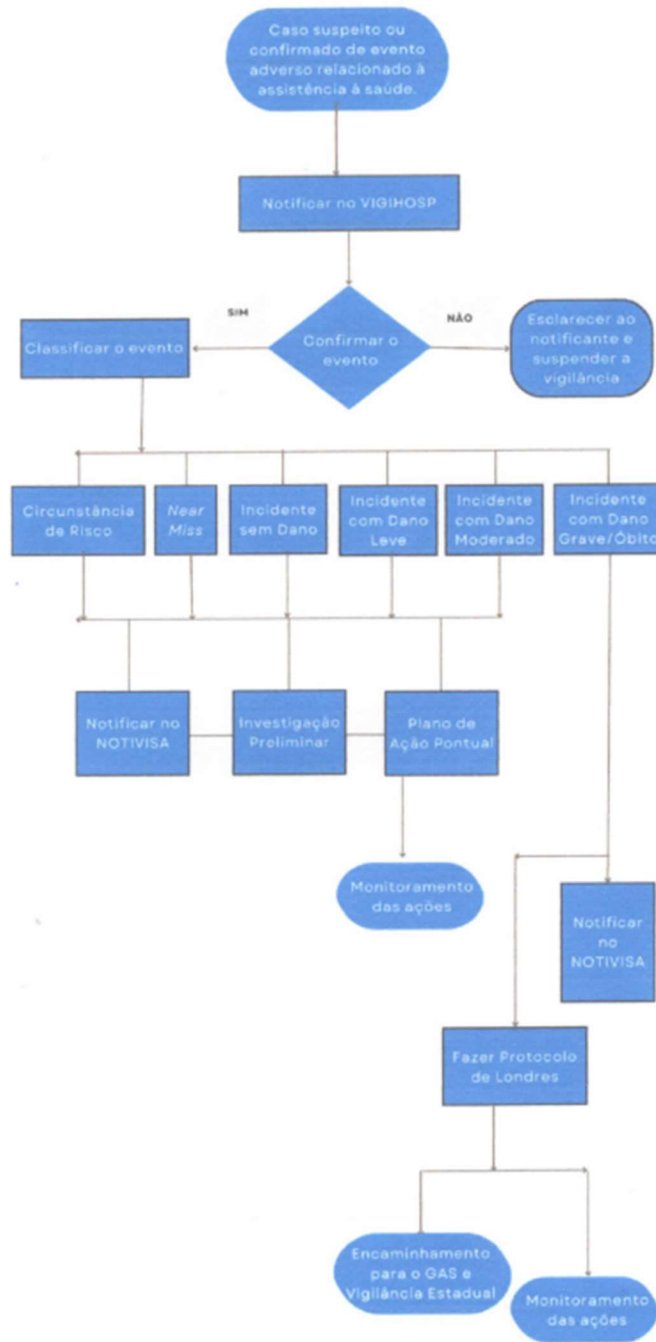 Caso suspeito ou
confirmado de evento
adverso relacionado à
assistência à saúde.
Notificar no VIGIHOSP
SIM
NÃO
Classificar o evento
Confirmar o
evento
Esclarecer ao
notificante e
suspender a
vigilância
Circunstância
de Risco
Near
Miss
Incidente
sem Dano
Incidente
com Dano
Leve
Incidente
com Dano
Moderado
Incidente
com Dano
Grave/Óbito
Notificar no
NOTIVISA
Investigação
Preliminar
Plano de
Ação Pontual
Monitoramento
das ações
Notificar
no
NOTIVISA
Fazer Protocolo
de Londres
Encaminhamento
para o GAS e
Vigilância Estadual
Monitoramento
das ações